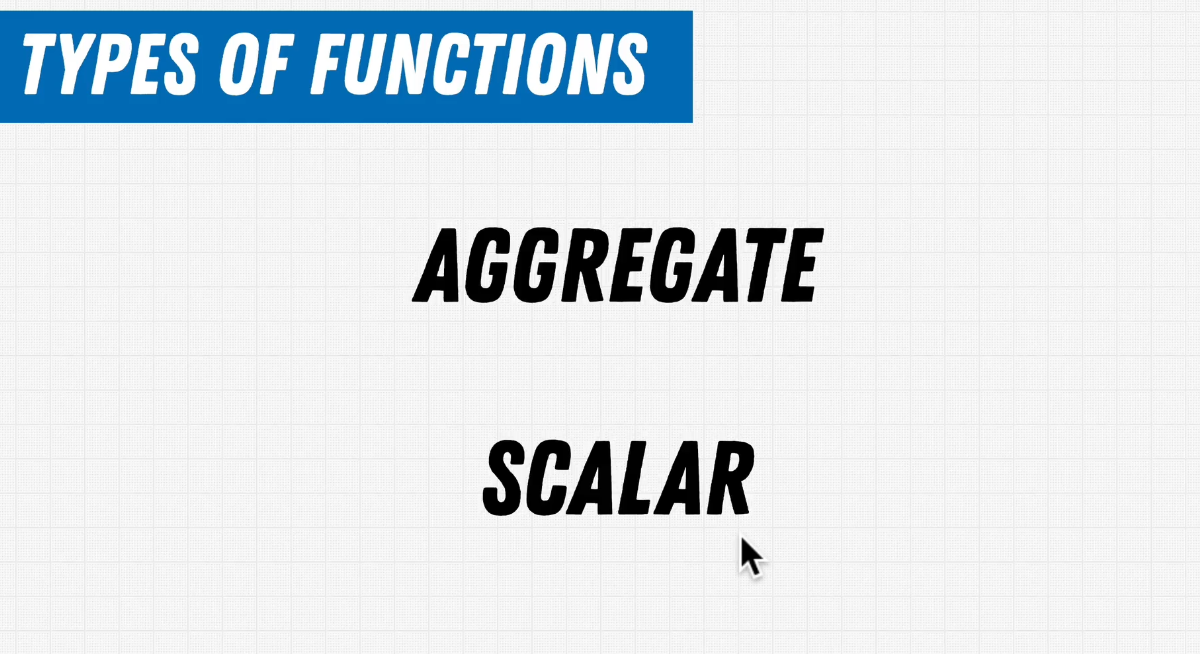 TYPES OF FUNCTIONS
AGGREGATE
SCALAR